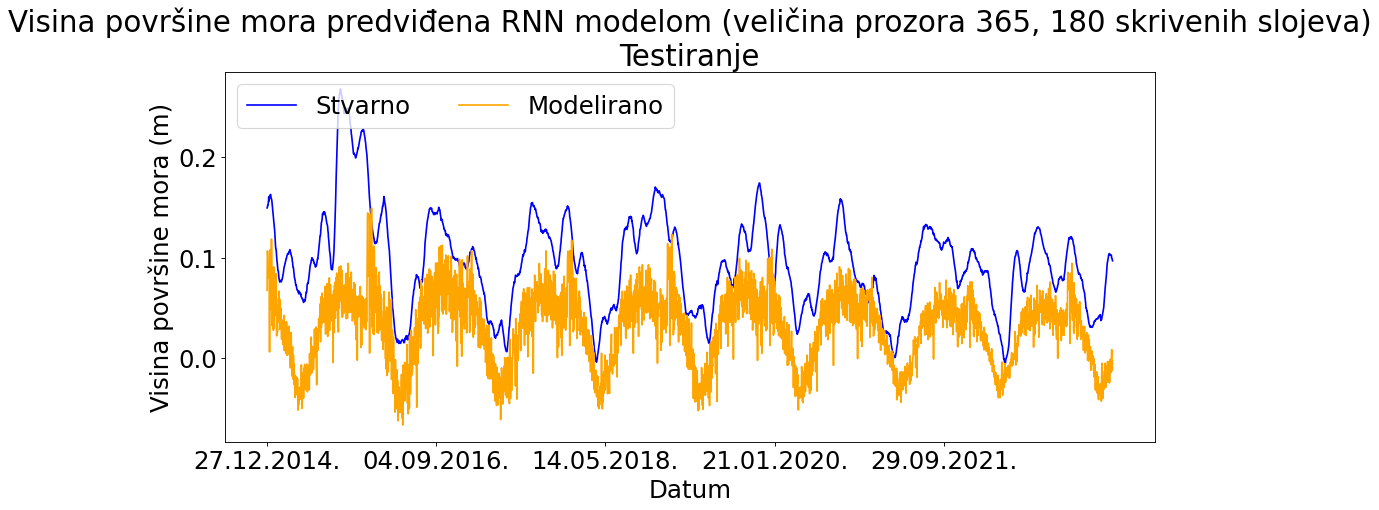 Visina površine mora predviđena RNN modelom (veličina prozora 365, 180 skrivenih slojeva)
Testiranje
Stvarno Modelirano
Visina površine mora (m)
0.2
0.1
0.0
27.12.2014. 04.09.2016. 14.05.2018. 21.01.2020. 29.09.2021.
Datum